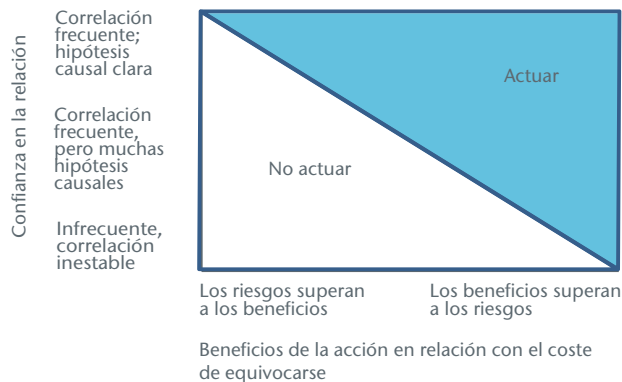 Confianza en la relación
Correlación
frecuente;
hipótesis
causal clara
Correlación
frecuente,
pero muchas
hipótesis
causales
Infrecuente,
correlación
inestable
Actuar
No actuar
Los riesgos superan
a los beneficios
Los beneficios superan
a los riesgos
Beneficios de la acción en relación con el coste
de equivocarse